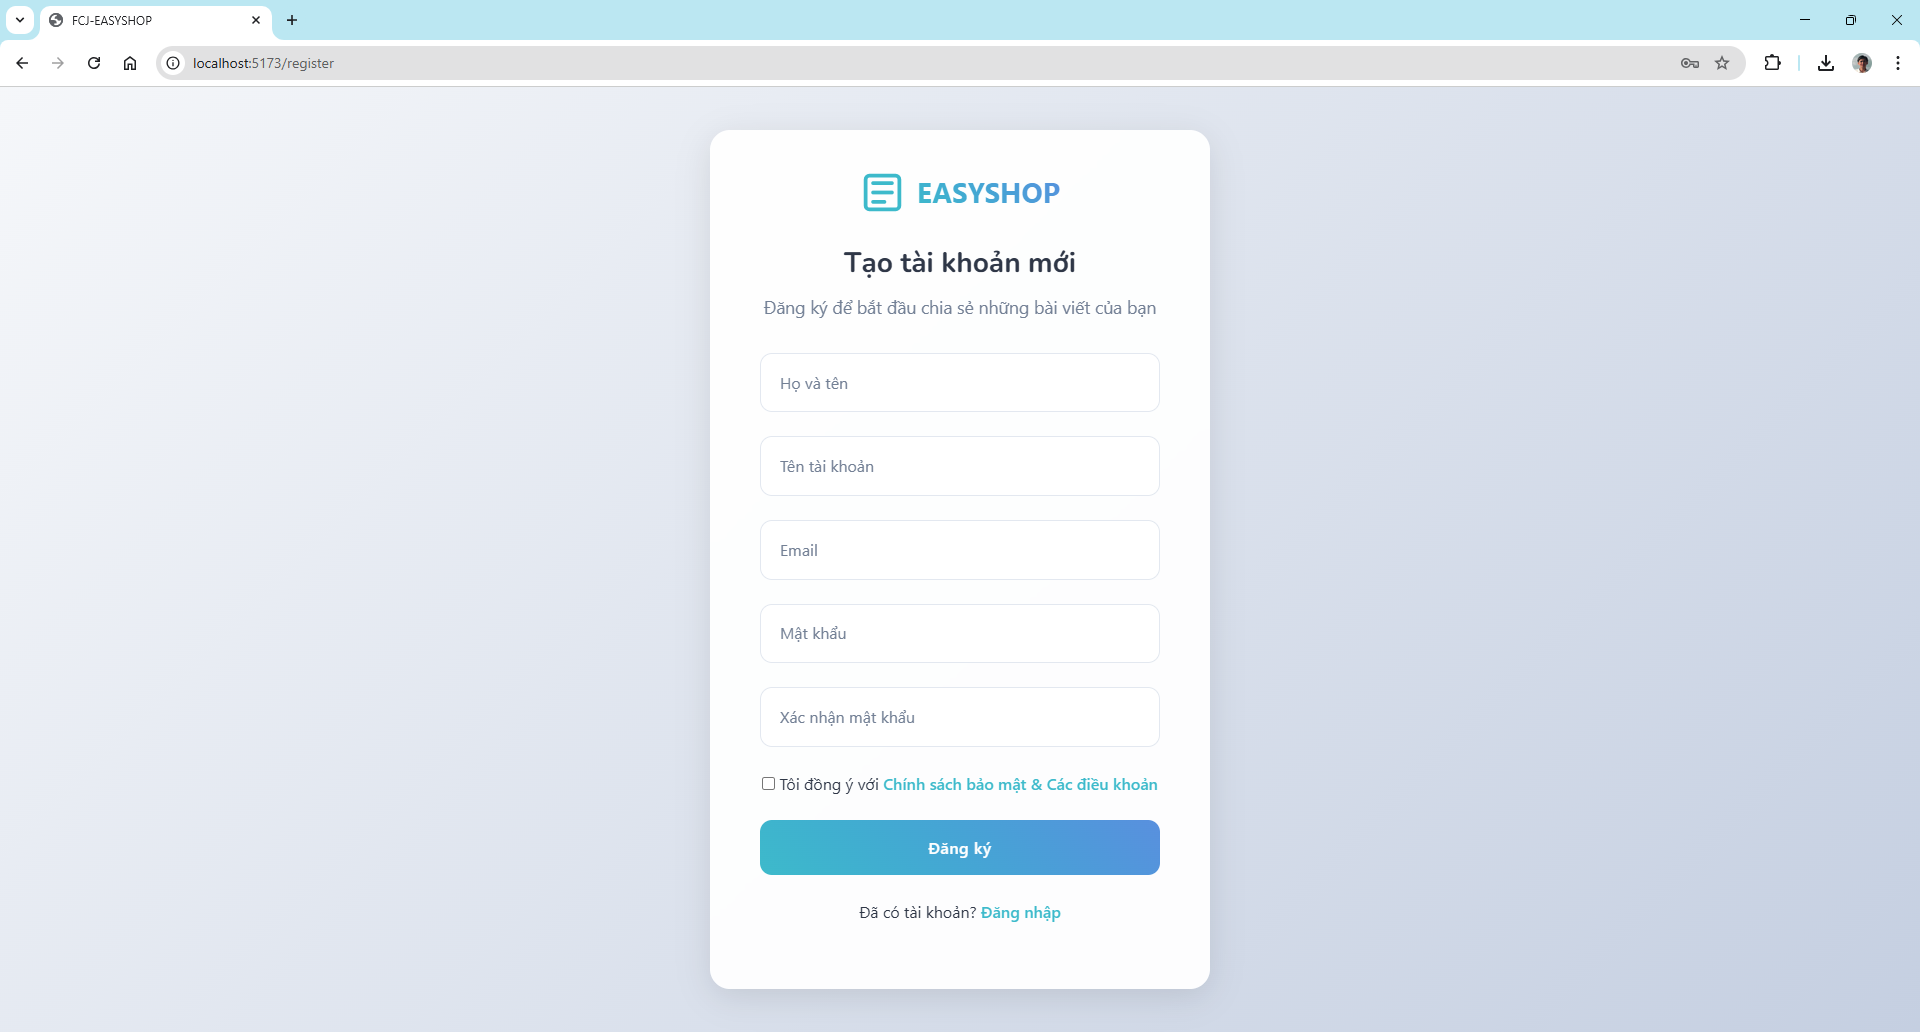 FCJ-EASYSHOP
localhost:5173/register
EASYSHOP
Tạo tài khoản mới
Đăng ký để bắt đầu chia sẻ những bài viết của bạn
Họ và tên
Tên tài khoản
Email
Mật khẩu
Xác nhận mật khẩu
Tôi đồng ý với Chính sách bảo mật & Các điều khoản
Đăng ký
Đã có tài khoản? Đăng nhập